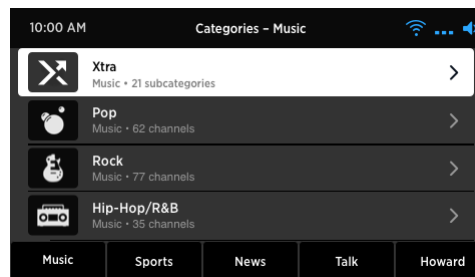 10:00 AM Categories – Music
Xtra
Music • 21 subcategories
Pop
Music • 62 channels
Rock
Music • 77 channels
Hip-Hop/R&B
Music • 35 channels
Music Sports News Talk Howard